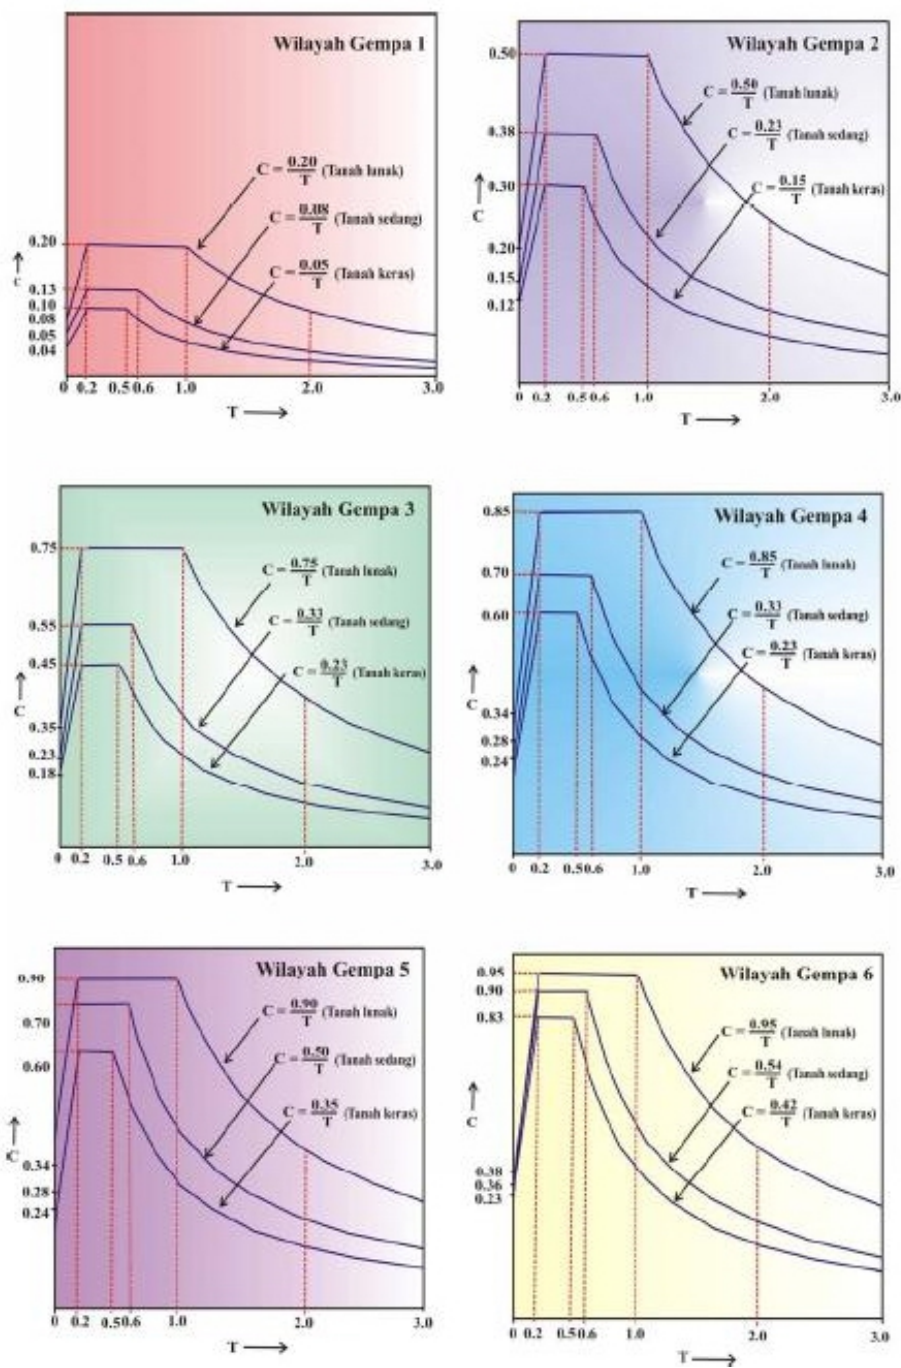 Wilayah Gempa 1
C = 0.20/T (Tanah lunak)
C = 0.08/T (Tanah sedang)
C = 0.05/T (Tanah keras)
0.20
0.13
0.10
0.08
0.05
0.04
C
0 0.2 0.5 0.6 1.0 2.0 3.0
T
Wilayah Gempa 2
0.50
C = 0.50/T (Tanah lunak)
0.38
C = 0.23/T (Tanah sedang)
0.30
C = 0.15/T (Tanah keras)
C
0.20
0.15
0.12
0 0.2 0.5 0.6 1.0 2.0 3.0
T
Wilayah Gempa 3
0.75
C = 0.75/T (Tanah lunak)
0.55
C = 0.33/T (Tanah sedang)
0.45
C = 0.23/T (Tanah keras)
C
0.35
0.23
0.18
0 0.2 0.5 0.6 1.0 2.0 3.0
T
Wilayah Gempa 4
0.85
C = 0.85/T (Tanah lunak)
0.70
0.60
C = 0.33/T (Tanah sedang)
C = 0.23/T (Tanah keras)
C
0.34
0.28
0.24
0 0.2 0.5 0.6 1.0 2.0 3.0
T
Wilayah Gempa 5
0.90
C = 0.90/T (Tanah lunak)
0.70
C = 0.50/T (Tanah sedang)
0.60
C = 0.35/T (Tanah keras)
C
0.34
0.28
0.24
0 0.2 0.5 0.6 1.0 2.0 3.0
T
Wilayah Gempa 6
0.95
0.90
0.83
C = 0.95/T (Tanah lunak)
C = 0.54/T (Tanah sedang)
C = 0.42/T (Tanah keras)
C
0.38
0.36
0.23
0 0.2 0.5 0.6 1.0 2.0 3.0
T